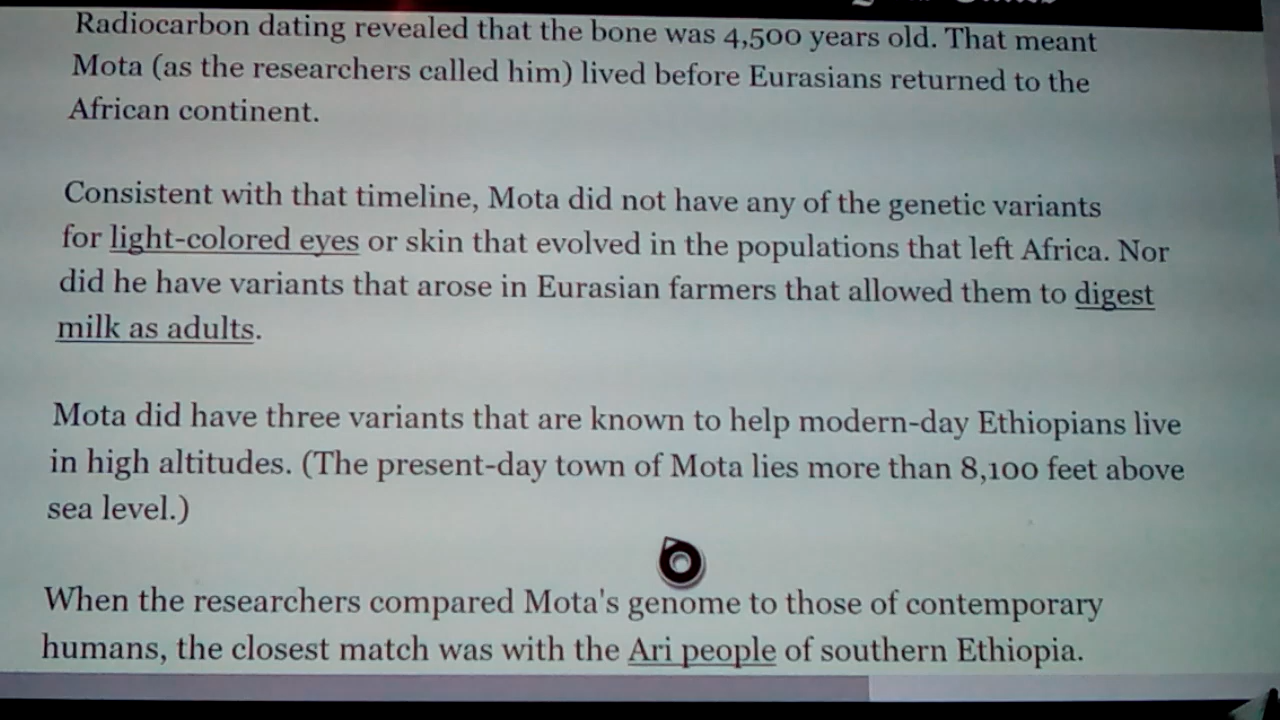 Radiocarbon dating revealed that the bone was 4,500 years old. That meant
Mota (as the researchers called him) lived before Eurasians returned to the
African continent.
Consistent with that timeline, Mota did not have any of the genetic variants
for light-colored eyes or skin that evolved in the populations that left Africa. Nor
did he have variants that arose in Eurasian farmers that allowed them to digest
milk as adults.
Mota did have three variants that are known to help modern-day Ethiopians live
in high altitudes. (The present-day town of Mota lies more than 8,100 feet above
sea level.)
When the researchers compared Mota's genome to those of contemporary
humans, the closest match was with the Ari people of southern Ethiopia.